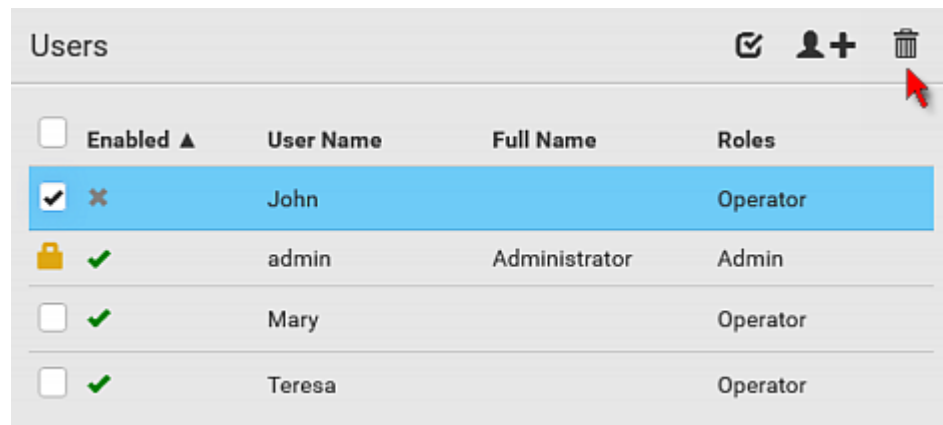 Users
Enabled ▲ User Name Full Name Roles
John Operator
admin Administrator Admin
Mary Operator
Teresa Operator